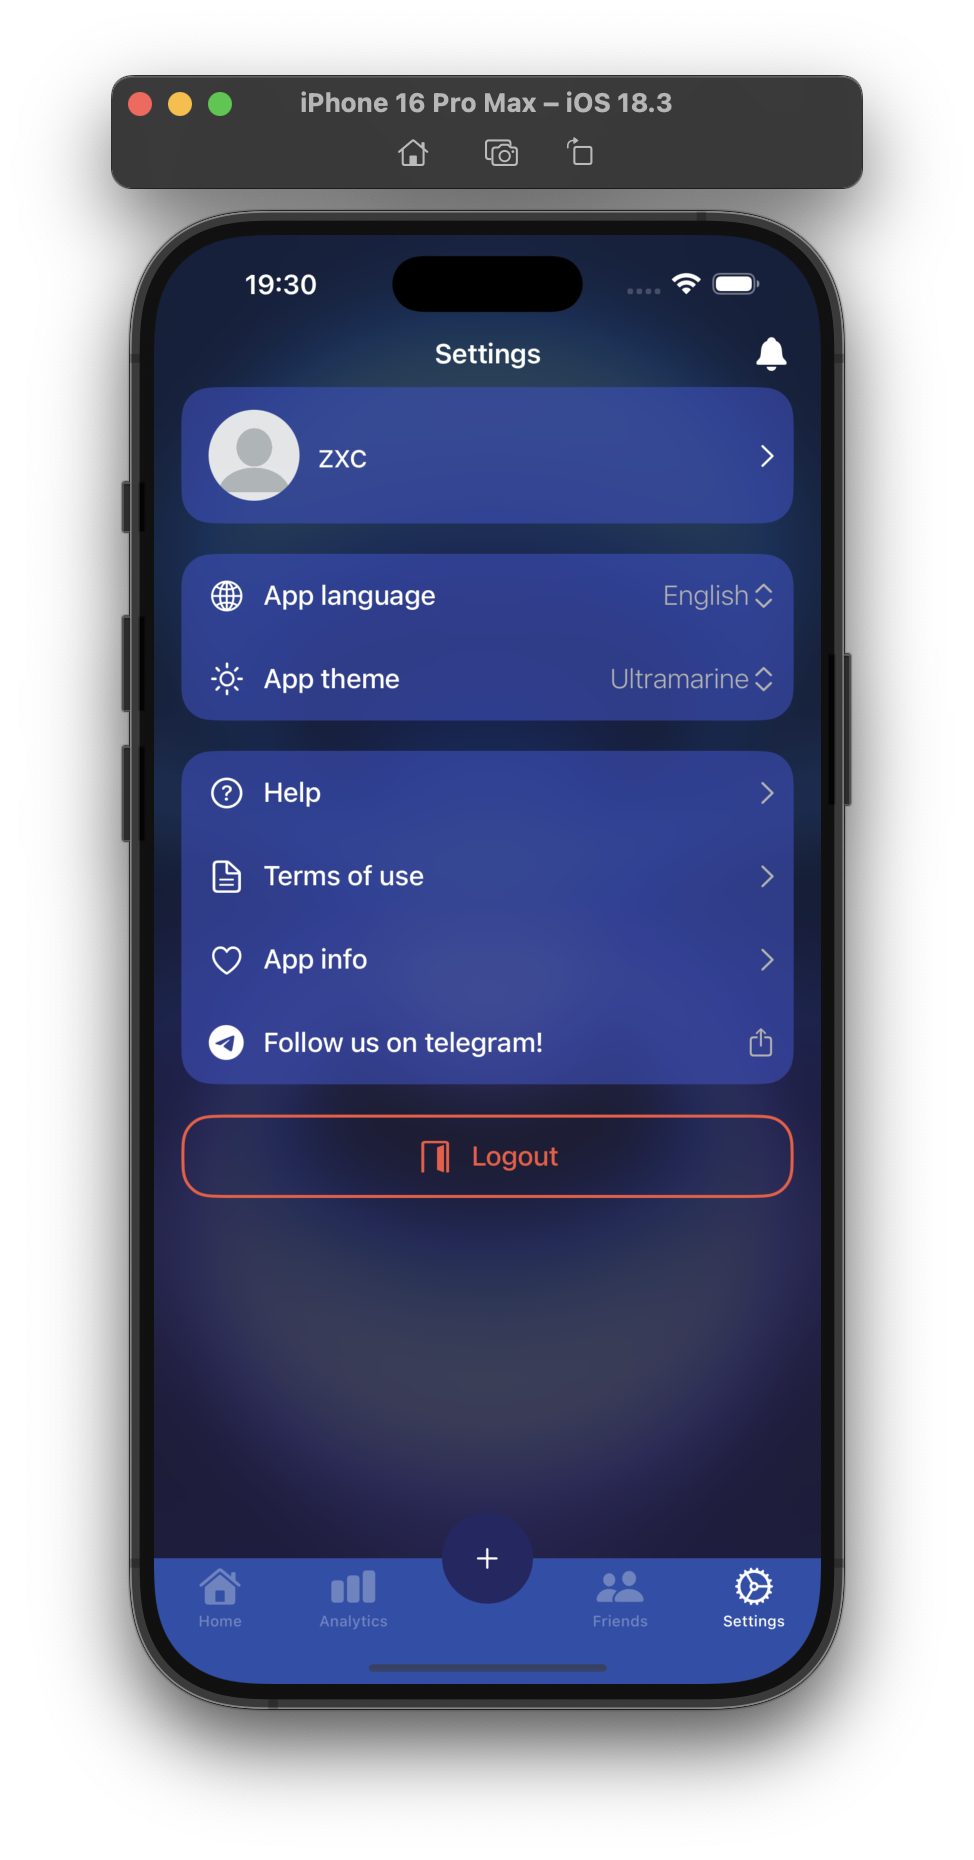 iPhone 16 Pro Max – iOS 18.3
19:30
Settings
zxc
App language English
App theme Ultramarine
Help
Terms of use
App info
Follow us on telegram!
Logout
Home Analytics Friends Settings